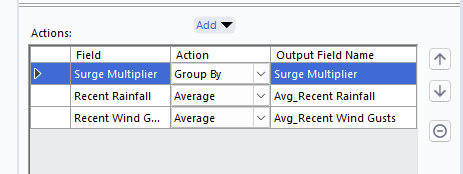 Add
Actions:
Field Action Output Field Name
Surge Multiplier Group By Surge Multiplier
Recent Rainfall Average Avg_Recent Rainfall
Recent Wind G... Average Avg_Recent Wind Gusts